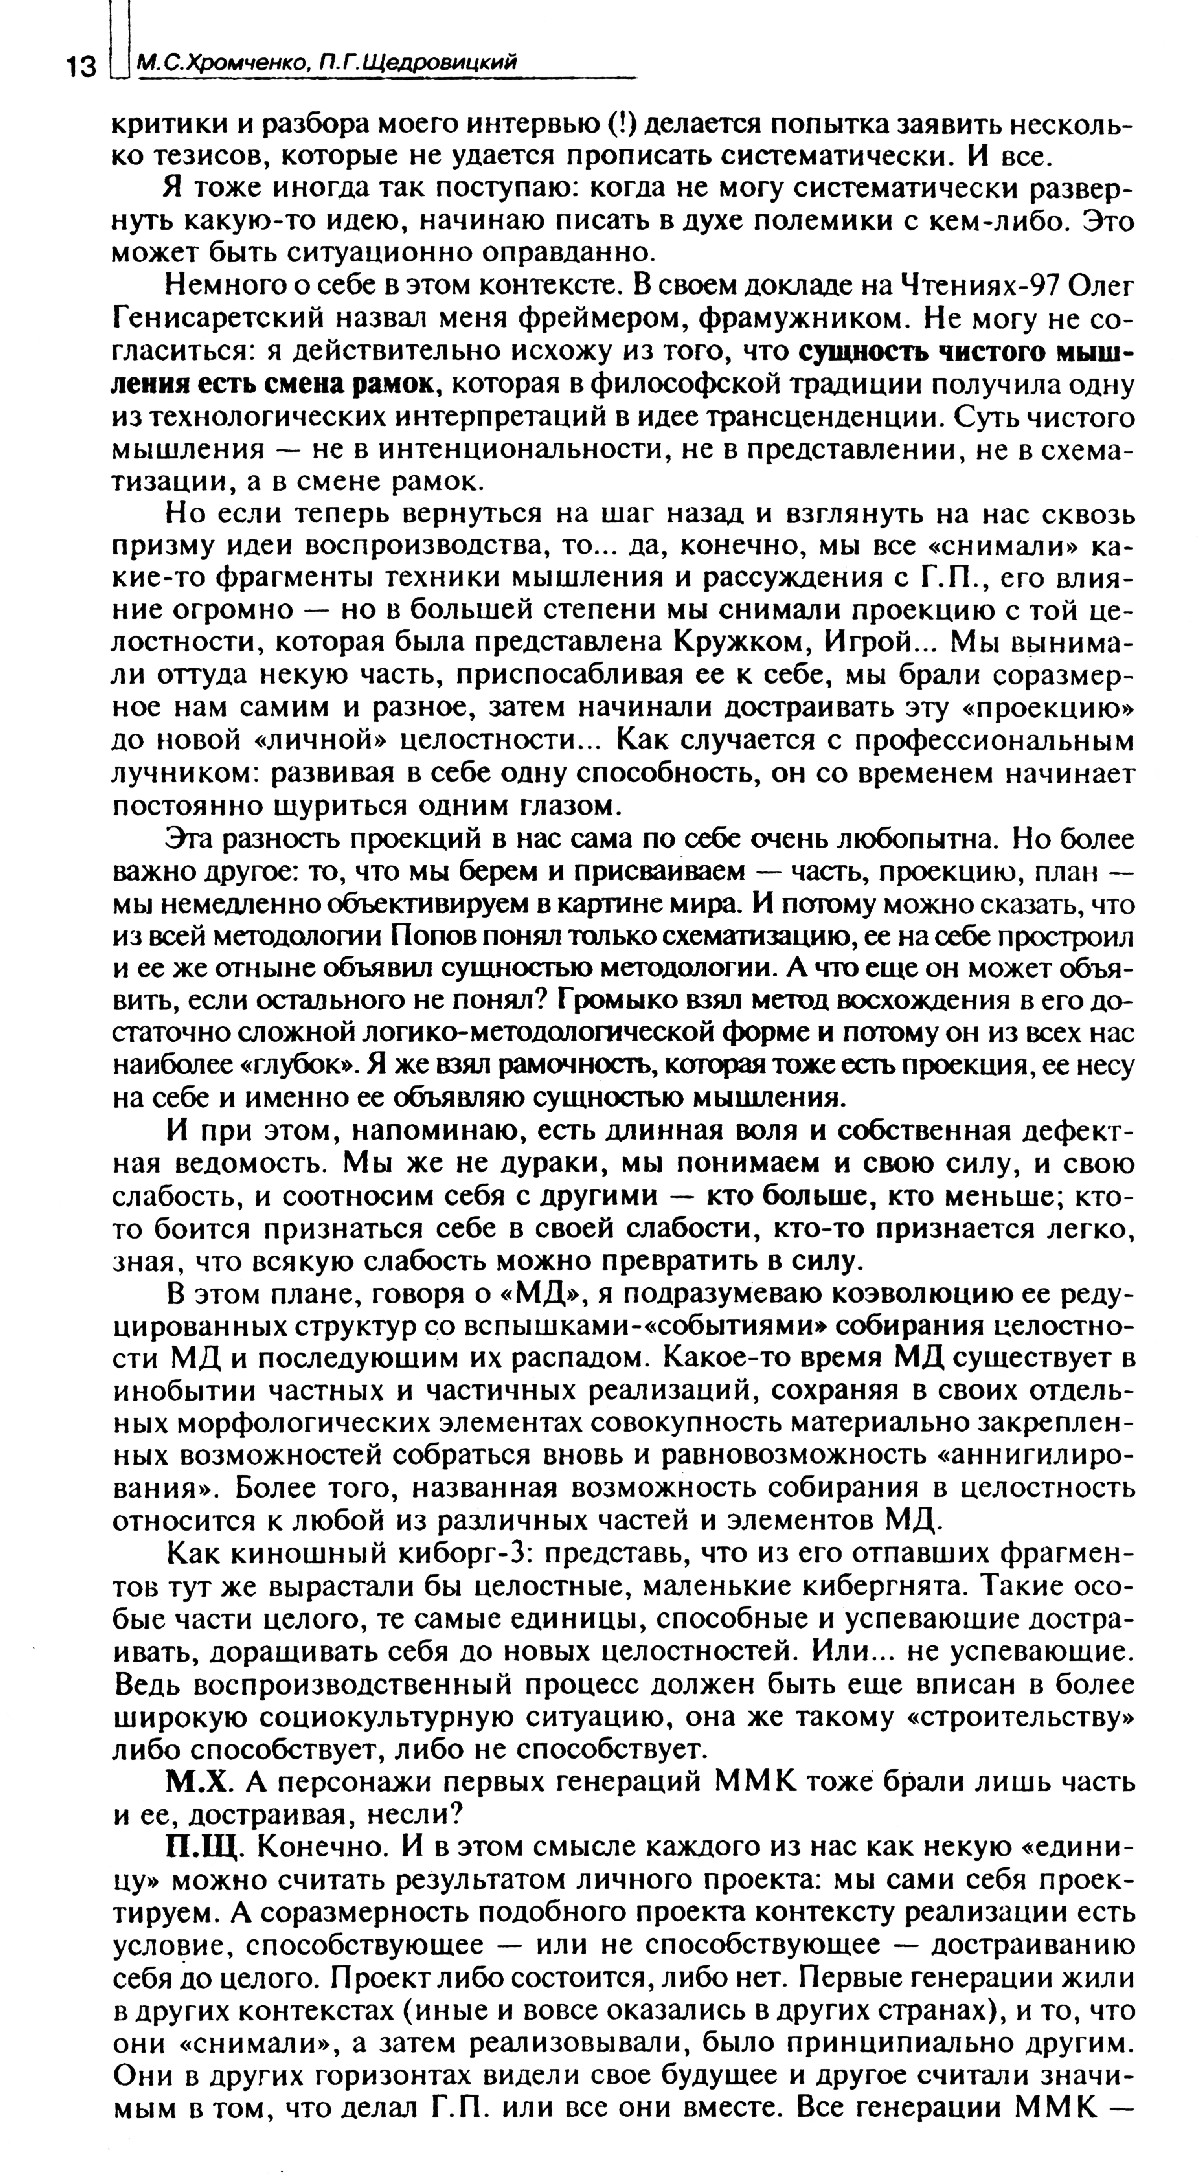 13 М.С.Хромченко, П.Г.Щедровицкий
критики и разбора моего интервью (!) делается попытка заявить несколь-
ко тезисов, которые не удается прописать систематически. И все.
Я тоже иногда так поступаю: когда не могу систематически развер-
нуть какую-то идею, начинаю писать в духе полемики с кем-либо. Это
может быть ситуационно оправданно.
Немного о себе в этом контексте. В своем докладе на Чтениях-97 Олег
Генисаретский назвал меня фреймером, фрамужником. Не могу не со-
гласиться: я действительно исхожу из того, что сущность чистого мыш-
ления есть смена рамок, которая в философской традиции получила одну
из технологических интерпретаций в идее трансценденции. Суть чистого
мышления — не в интенциональности, не в представлении, не в схема-
тизации, а в смене рамок.
Но если теперь вернуться на шаг назад и взглянуть на нас сквозь
призму идеи воспроизводства, то... да, конечно, мы все «снимали» ка-
кие-то фрагменты техники мышления и рассуждения с Г.П., его влия-
ние огромно — но в большей степени мы снимали проекцию с той це-
лостности, которая была представлена Кружком, Игрой... Мы вынима-
ли оттуда некую часть, приспосабливая ее к себе, мы брали соразмер-
ное нам самим и разное, затем начинали достраивать эту «проекцию»
до новой «личной» целостности... Как случается с профессиональным
лучником: развивая в себе одну способность, он со временем начинает
постоянно щуриться одним глазом.
Эта разность проекций в нас сама по себе очень любопытна. Но более
важно другое: то, что мы берем и присваиваем — часть, проекцию, план —
мы немедленно объективируем в картине мира. И потому можно сказать, что
из всей методологии Попов понял только схематизацию, ее на себе простроил
и ее же отныне объявил сущностью методологии. А что еще он может объя-
вить, если остального не понял? Громыко взял метод восхождения в его до-
статочно сложной логико-методологической форме и потому он из всех нас
наиболее «глубок». Я же взял рамочность, которая тоже есть проекция, ее несу
на себе и именно ее объявляю сущностью мышления.
И при этом, напоминаю, есть длинная воля и собственная дефект-
ная ведомость. Мы же не дураки, мы понимаем и свою силу, и свою
слабость, и соотносим себя с другими — кто больше, кто меньше; кто-
то боится признаться себе в своей слабости, кто-то признается легко,
зная, что всякую слабость можно превратить в силу.
В этом плане, говоря о «МД», я подразумеваю коэволюцию ее реду-
цированных структур со вспышками-«событиями» собирания целостно-
сти МД и последующим их распадом. Какое-то время МД существует в
инобытии частных и частичных реализаций, сохраняя в своих отдель-
ных морфологических элементах совокупность материально закреплен-
ных возможностей собраться вновь и равновозможность «аннигилиро-
вания». Более того, названная возможность собирания в целостность
относится к любой из различных частей и элементов МД.
Как киношный киборг-3: представь, что из его отпавших фрагмен-
тов тут же вырастали бы целостные, маленькие кибергнята. Такие осо-
бые части целого, те самые единицы, способные и успевающие достра-
ивать, доращивать себя до новых целостностей. Или... не успевающие.
Ведь воспроизводственный процесс должен быть еще вписан в более
широкую социокультурную ситуацию, она же такому «строительству»
либо способствует, либо не способствует.
М.Х. А персонажи первых генераций ММК тоже брали лишь часть
и ее, достраивая, несли?
П.Щ. Конечно. И в этом смысле каждого из нас как некую «едини-
цу» можно считать результатом личного проекта: мы сами себя проек-
тируем. А соразмерность подобного проекта контексту реализации есть
условие, способствующее — или не способствующее — достраиванию
себя до целого. Проект либо состоится, либо нет. Первые генерации жили
в других контекстах (иные и вовсе оказались в других странах), и то, что
они «снимали», а затем реализовывали, было принципиально другим.
Они в других горизонтах видели свое будущее и другое считали значи-
мым в том, что делал Г.П. или все они вместе. Все генерации ММК —